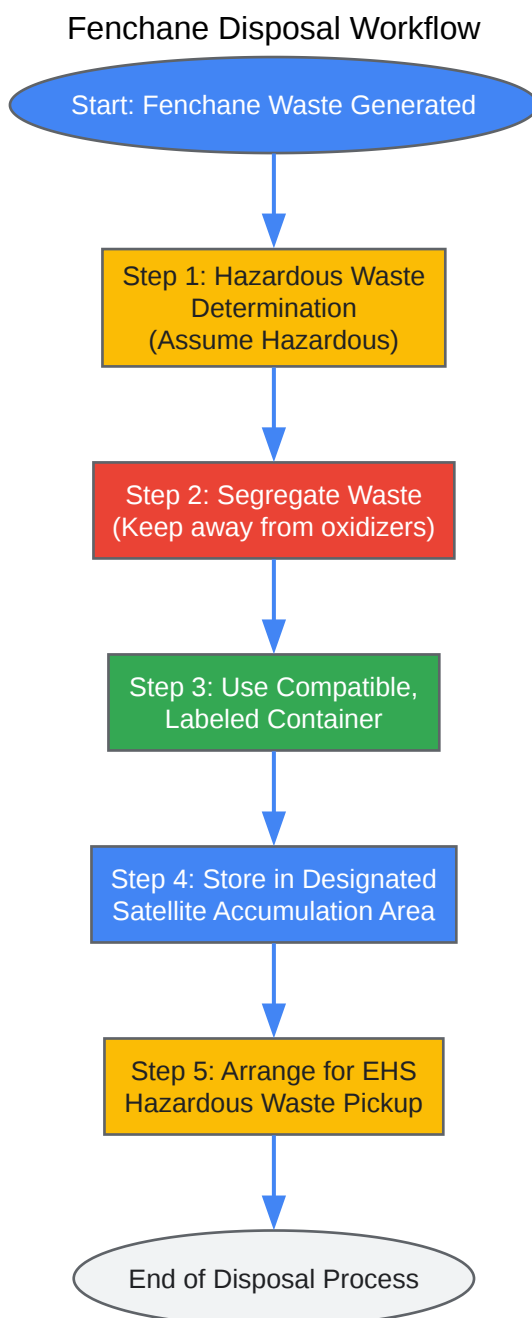 Fenchane Disposal Workflow
Start: Fenchane Waste Generated
Step 1: Hazardous Waste
Determination
(Assume Hazardous)
Step 2: Segregate Waste
(Keep away from oxidizers)
Step 3: Use Compatible,
Labeled Container
Step 4: Store in Designated
Satellite Accumulation Area
Step 5: Arrange for EHS
Hazardous Waste Pickup
End of Disposal Process